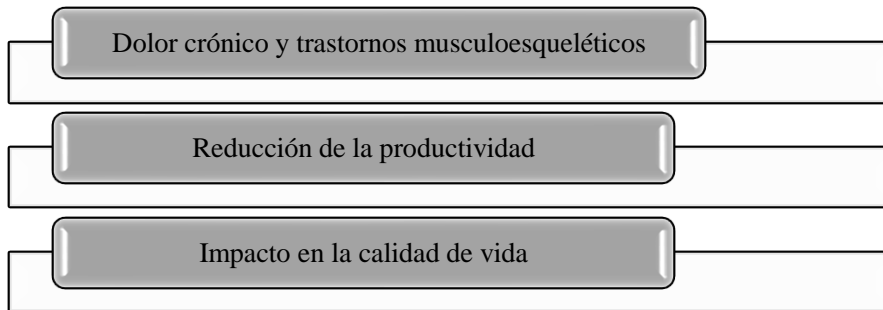 Dolor crónico y trastornos musculoesqueléticos
Reducción de la productividad
Impacto en la calidad de vida